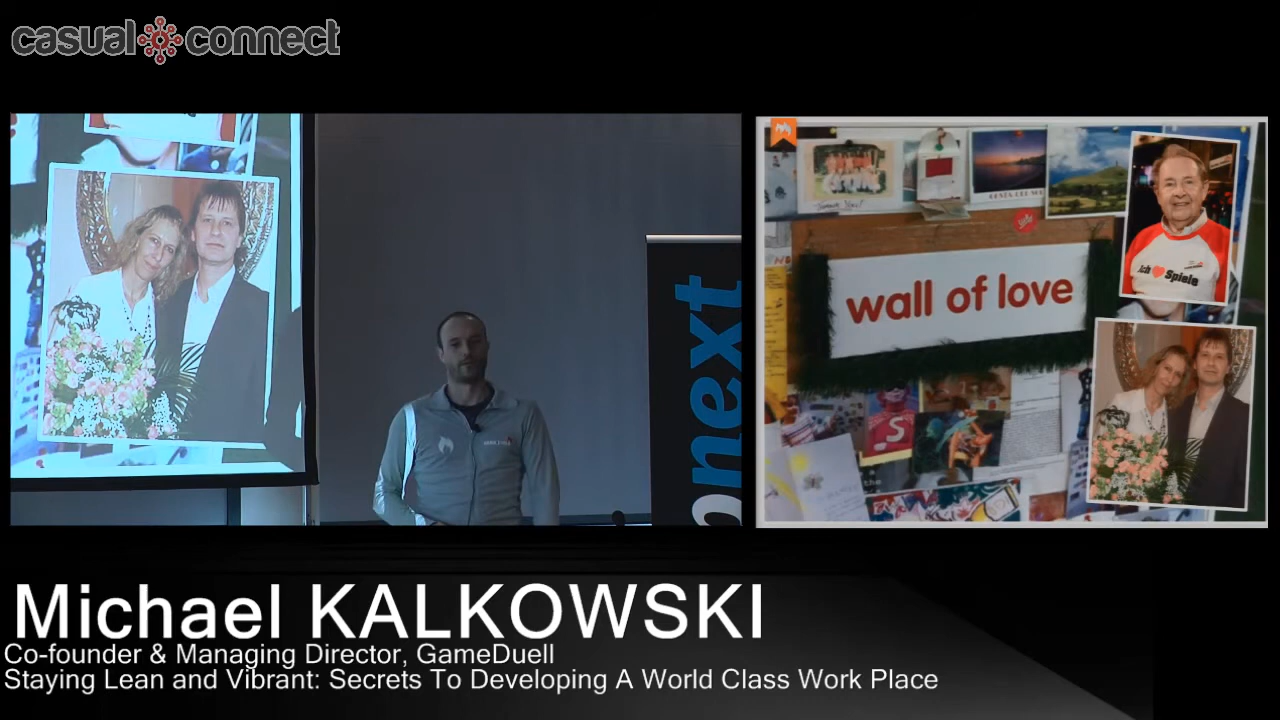 casual connect
onnext
wall of love
Ich ♥ Spiele
S
Michael KALKOWSKI
Co-founder & Managing Director, GameDuell
Staying Lean and Vibrant: Secrets To Developing A World Class Work Place